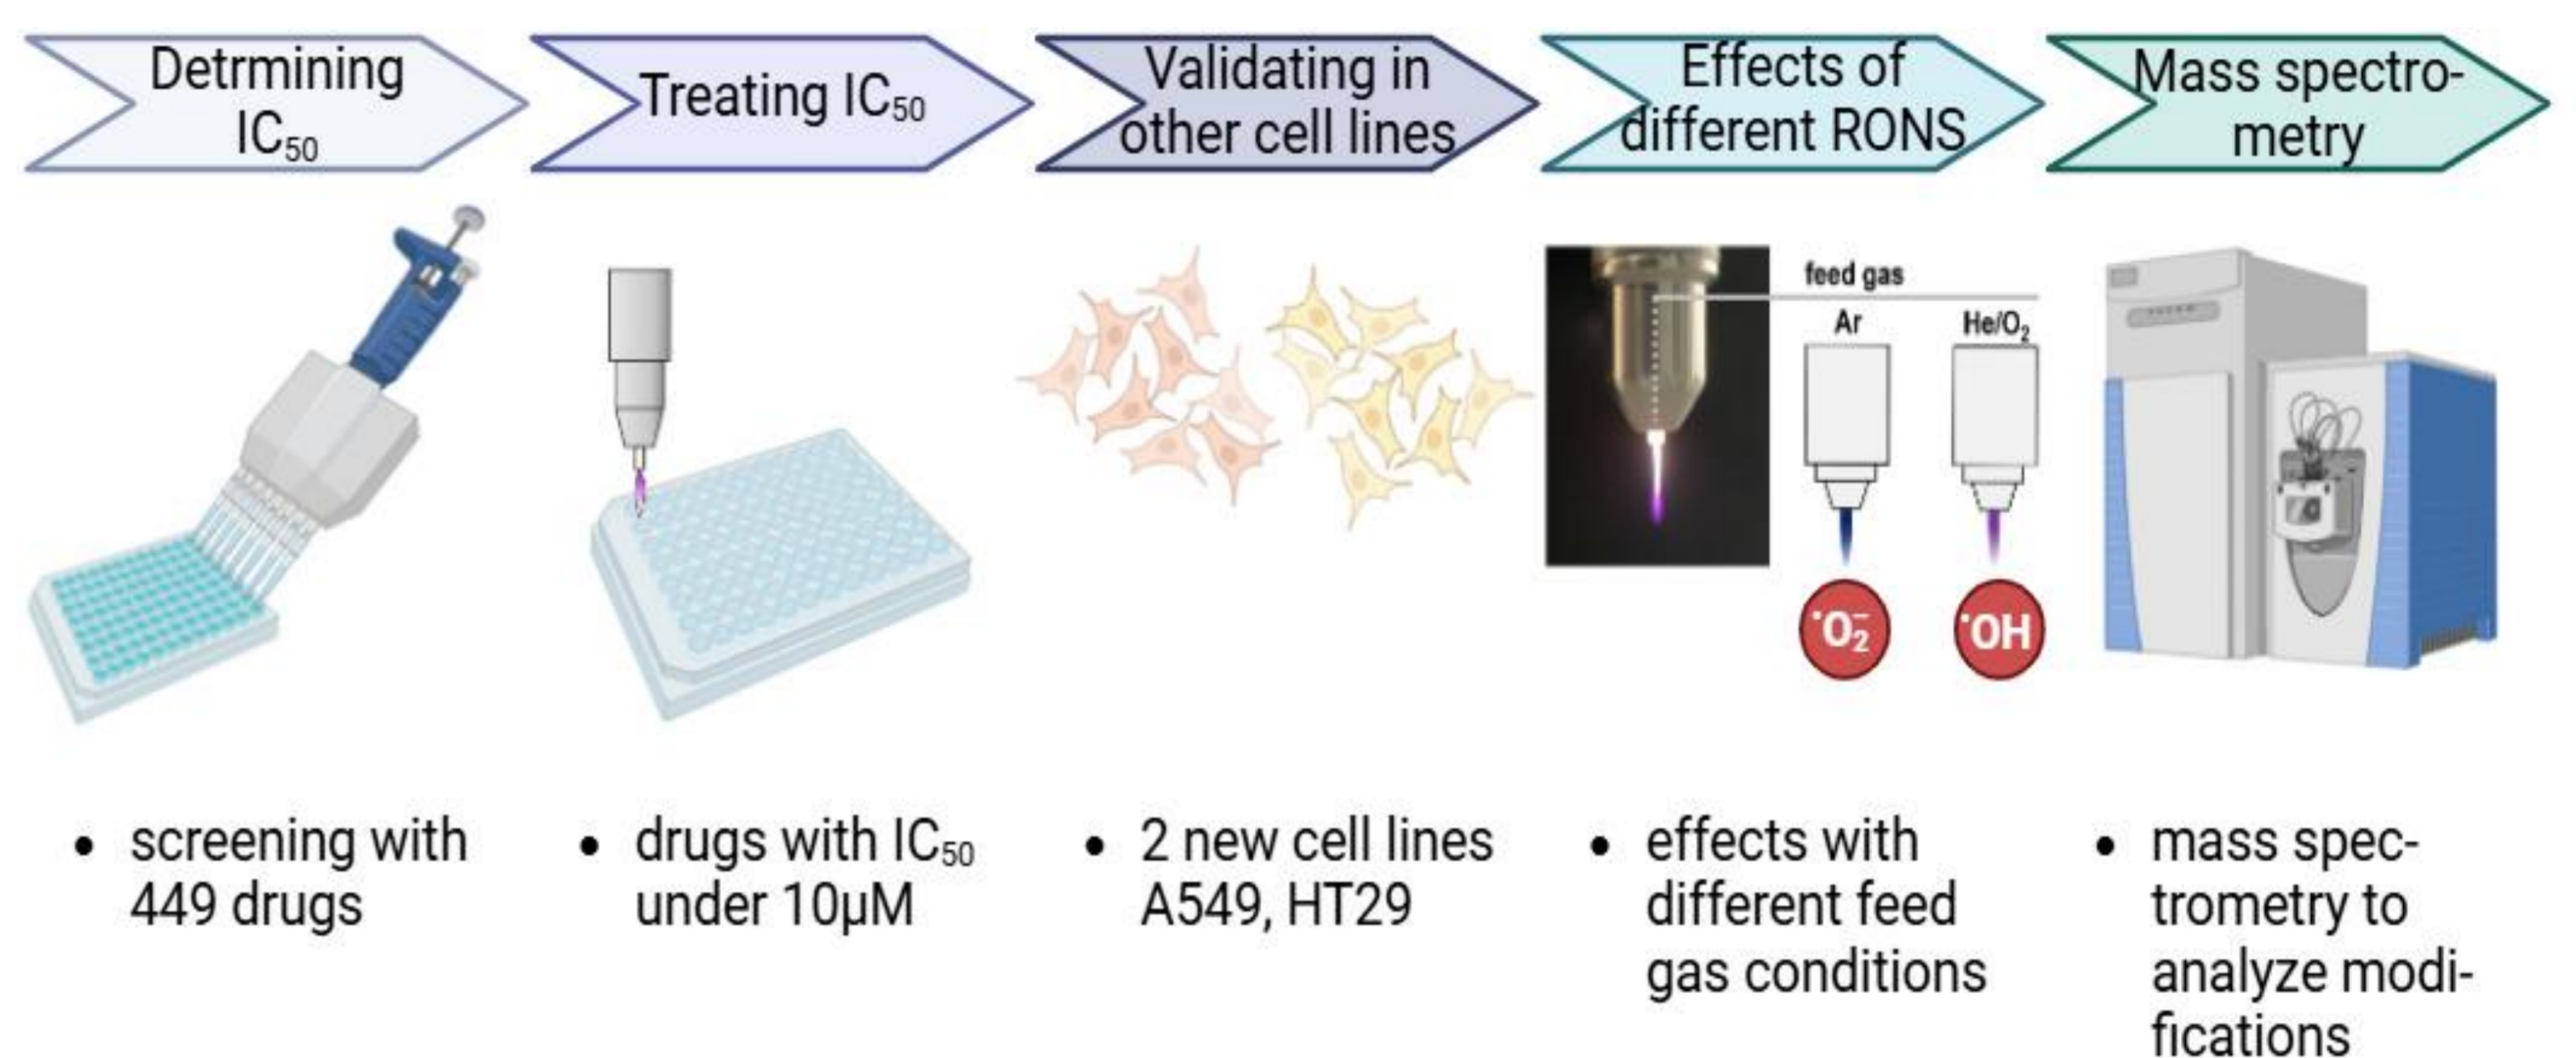 Detrmining
IC₅₀
Treating IC₅₀
Validating in
other cell lines
Effects of
different RONS
Mass spectro-
metry
feed gas
Ar
He/O₂
•O₂⁻
•OH
• screening with
449 drugs
• drugs with IC₅₀
under 10µM
• 2 new cell lines
A549, HT29
• effects with
different feed
gas conditions
• mass spec-
trometry to
analyze modi-
fications